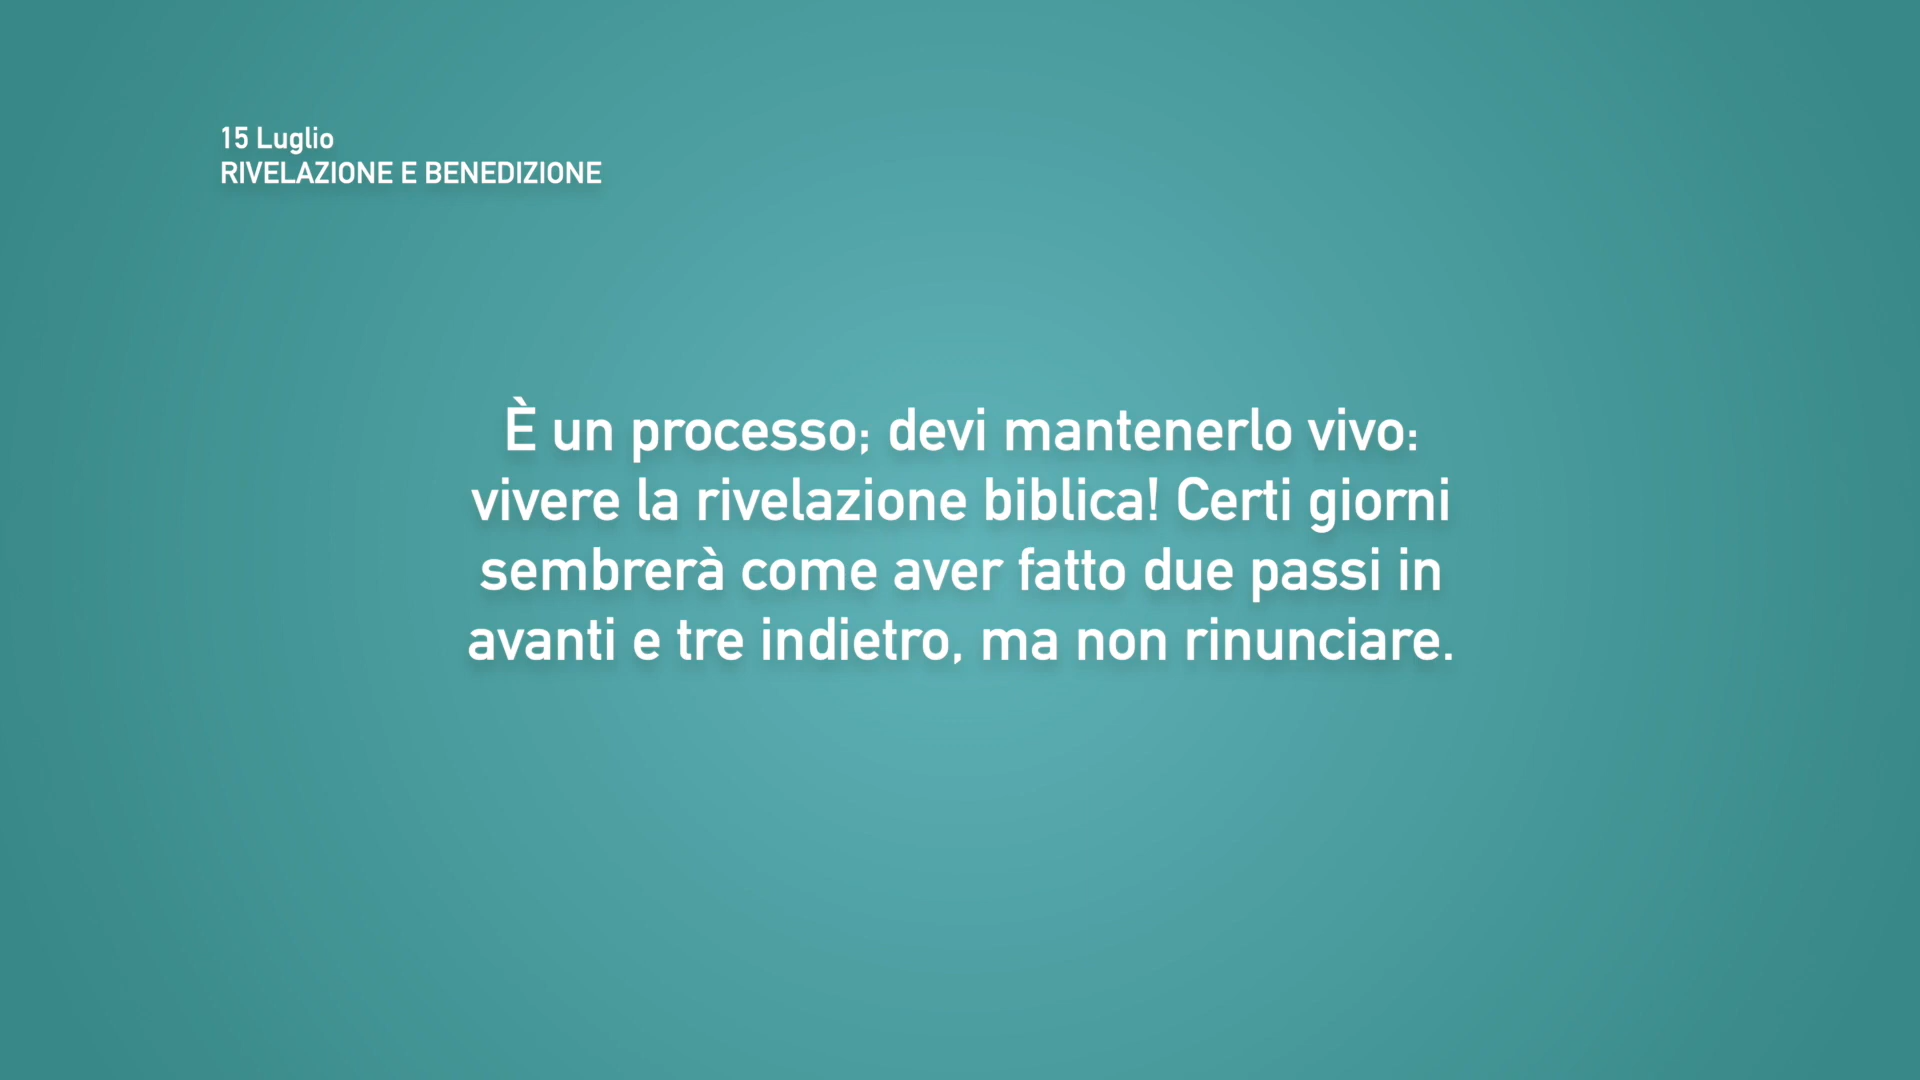 15 Luglio
RIVELAZIONE E BENEDIZIONE
È un processo; devi mantenerlo vivo:
vivere la rivelazione biblica! Certi giorni
sembrerà come aver fatto due passi in
avanti e tre indietro, ma non rinunciare.